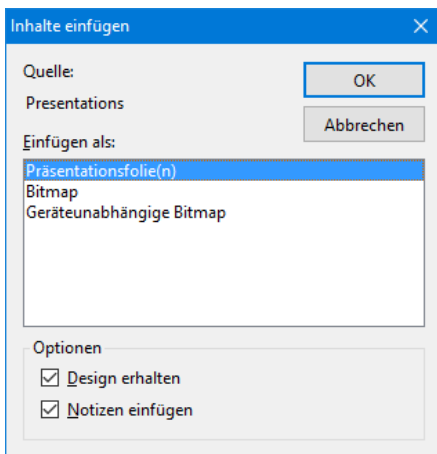 Inhalte einfügen
Quelle:
OK
Presentations
Abbrechen
Einfügen als:
Präsentationsfolie(n)
Bitmap
Geräteunabhängige Bitmap
Optionen
Design erhalten
Notizen einfügen